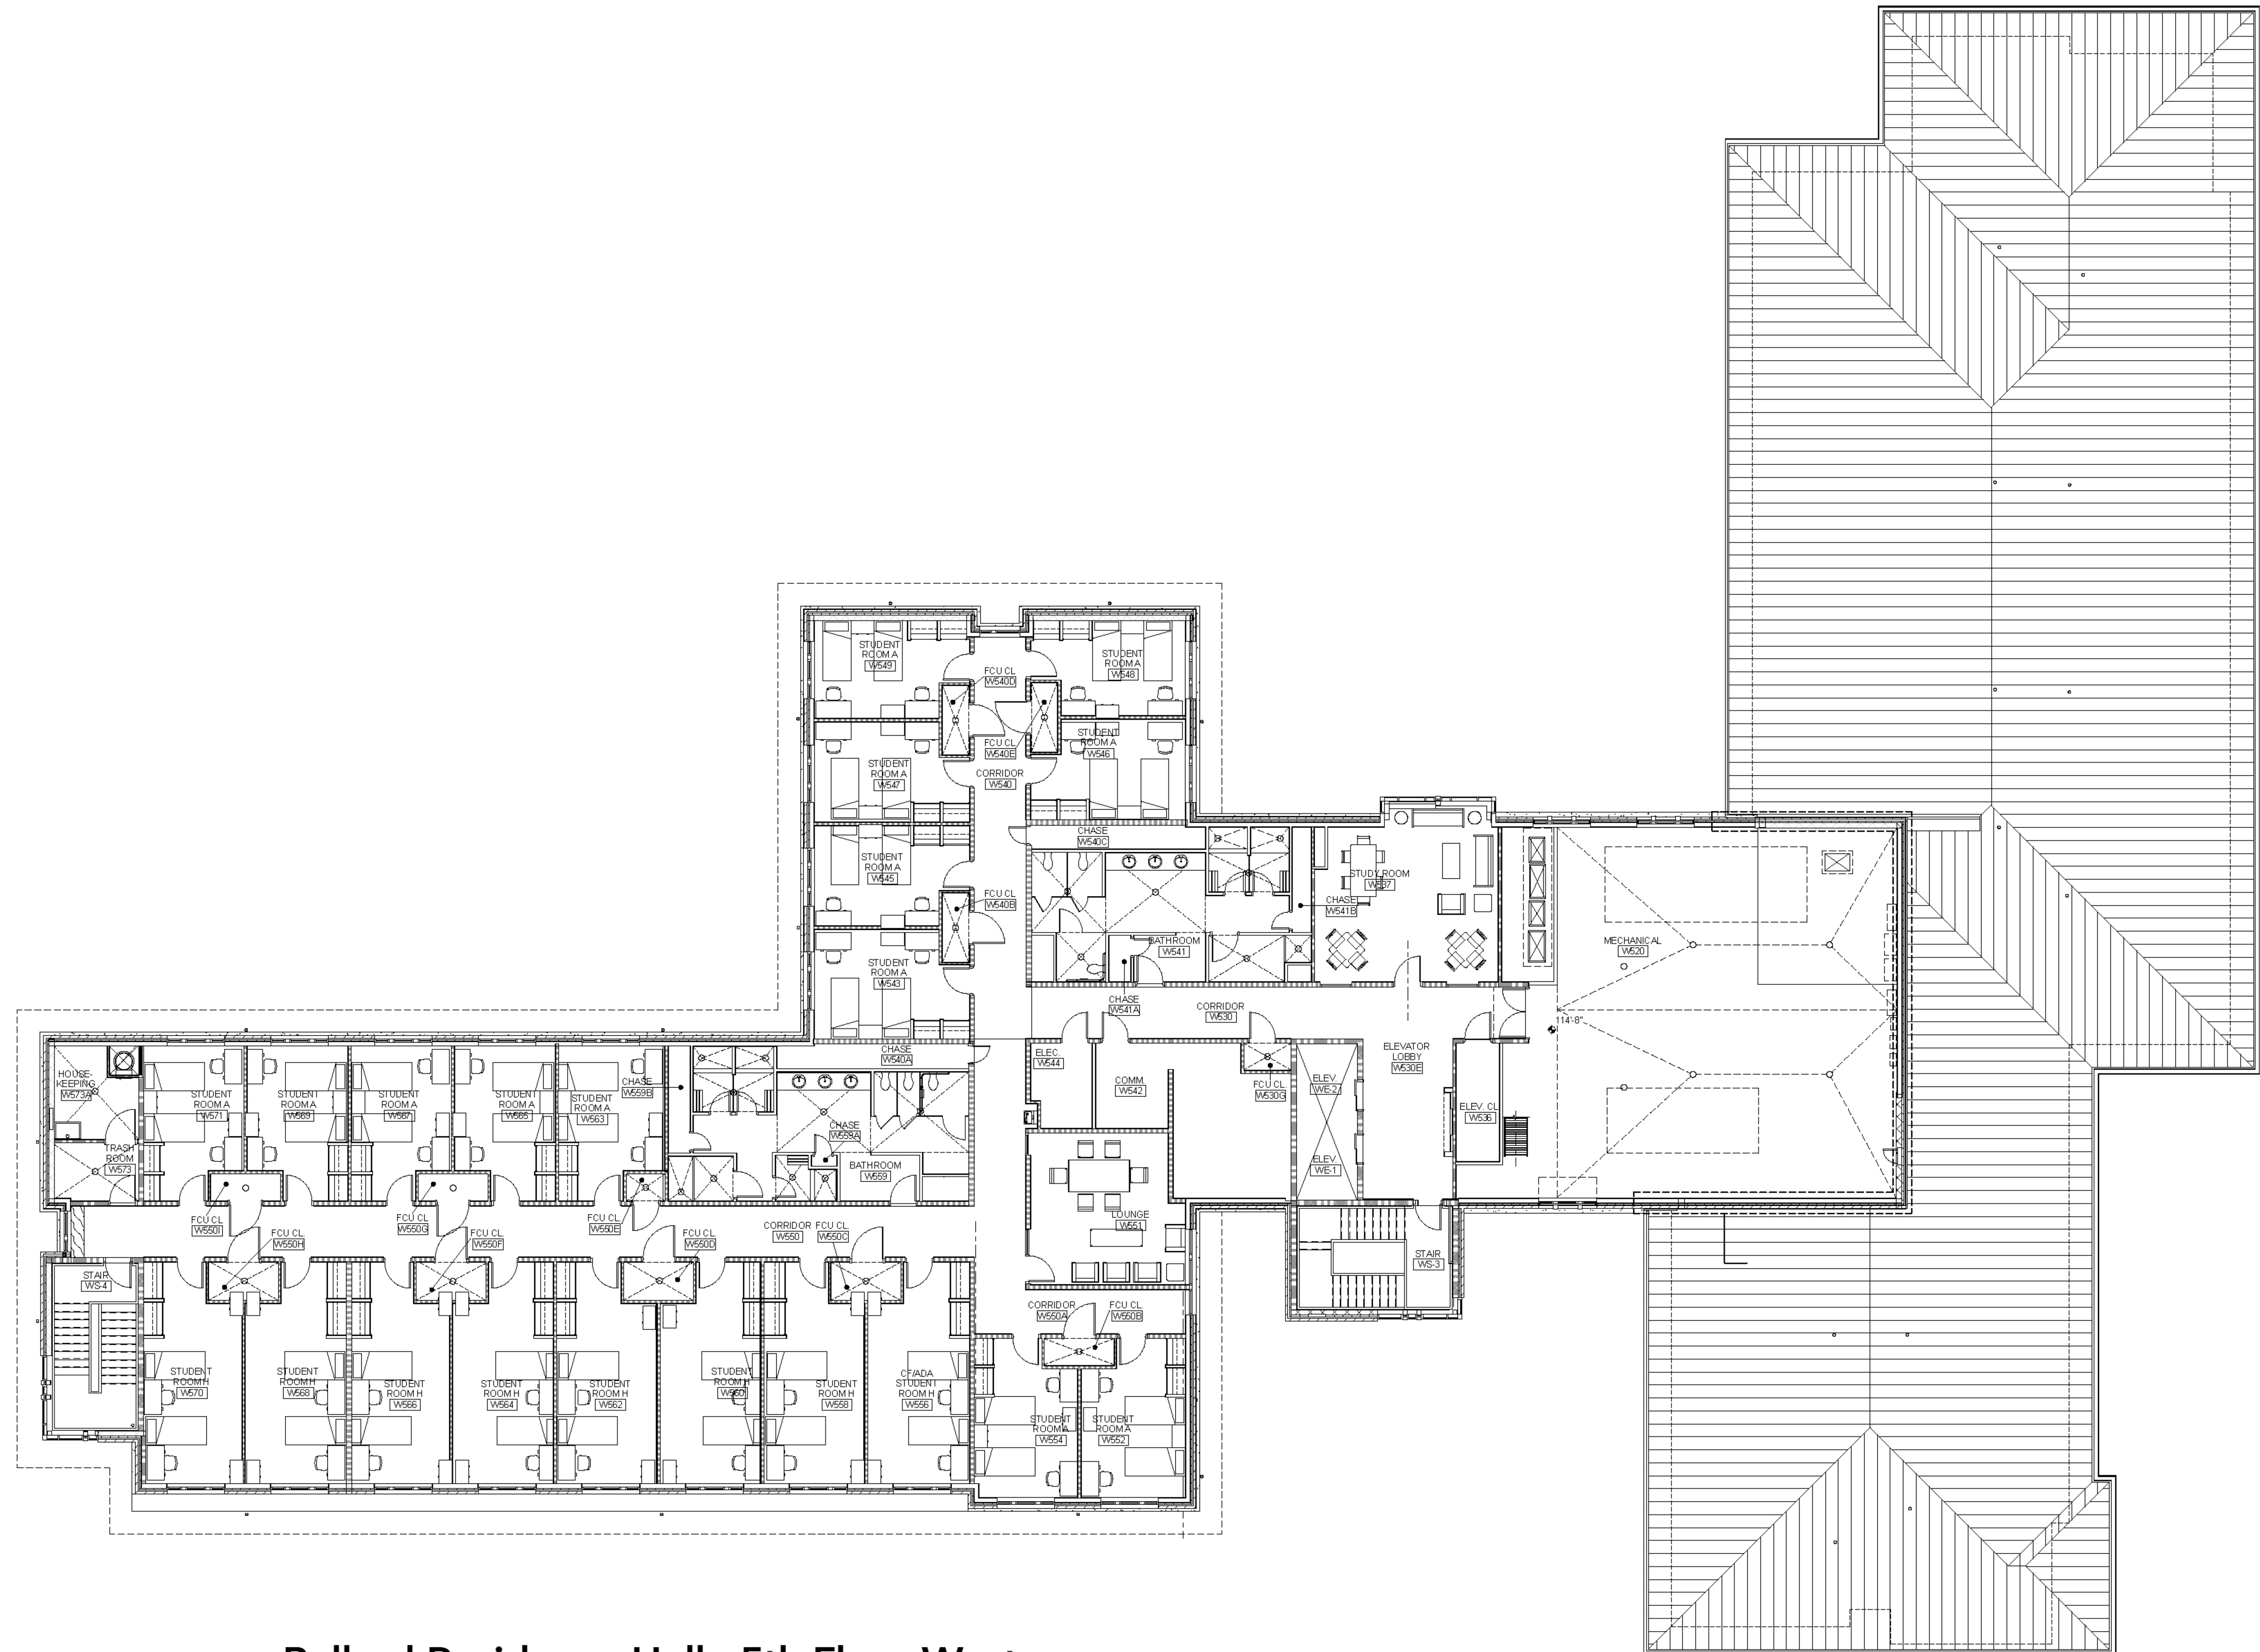 STUDENT
ROOM A
W549
STUDENT
ROOM A
W548
FCU CL
W540D
FCU CL
W540E
STUDENT
ROOM A
W546
STUDENT
ROOM A
W547
CORRIDOR
W540
CHASE
W540C
STUDENT
ROOM A
W545
FCU CL
W540B
STUDY ROOM
W537
CHASE
W541B
BATHROOM
W541
MECHANICAL
W520
STUDENT
ROOM A
W543
CHASE
W541A
CORRIDOR
W530
114'-8"
CHASE
W540A
ELEC.
W544
ELEVATOR
LOBBY
W530E
HOUSE-
KEEPING
W573A
STUDENT
ROOM A
W571
STUDENT
ROOM A
W569
STUDENT
ROOM A
W567
STUDENT
ROOM A
W565
STUDENT
ROOM A
W563
CHASE
W559B
COMM.
W542
FCU CL.
W530G
ELEV.
WE-2
ELEV. CL
W536
CHASE
W559A
TRASH
ROOM
W573
BATHROOM
W559
ELEV.
WE-1
FCU CL
W550I
FCU CL.
W550H
FCU CL
W550G
FCU CL.
W550F
FCU CL.
W550E
FCU CL.
W550D
CORRIDOR
W550
FCU CL.
W550C
LOUNGE
W551
STAIR
WS-4
STAIR
WS-3
CORRIDOR
W550A
FCU CL.
W550B
STUDENT
ROOM H
W570
STUDENT
ROOM H
W568
STUDENT
ROOM H
W566
STUDENT
ROOM H
W564
STUDENT
ROOM H
W562
STUDENT
ROOM H
W560
STUDENT
ROOM H
W558
CF/ADA
STUDENT
ROOM H
W556
STUDENT
ROOM A
W554
STUDENT
ROOM A
W552